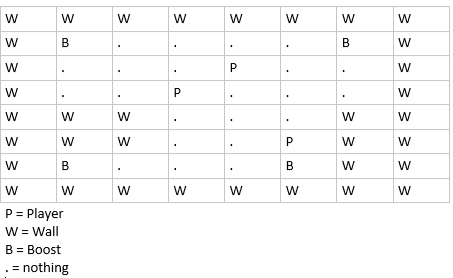 W W W W W W W W
W B . . . . B W
W . . . P . . W
W . . P . . . W
W W W . . . W W
W W W . . P W W
W B . . . B W W
W W W W W W W W
P = Player
W = Wall
B = Boost
. = nothing